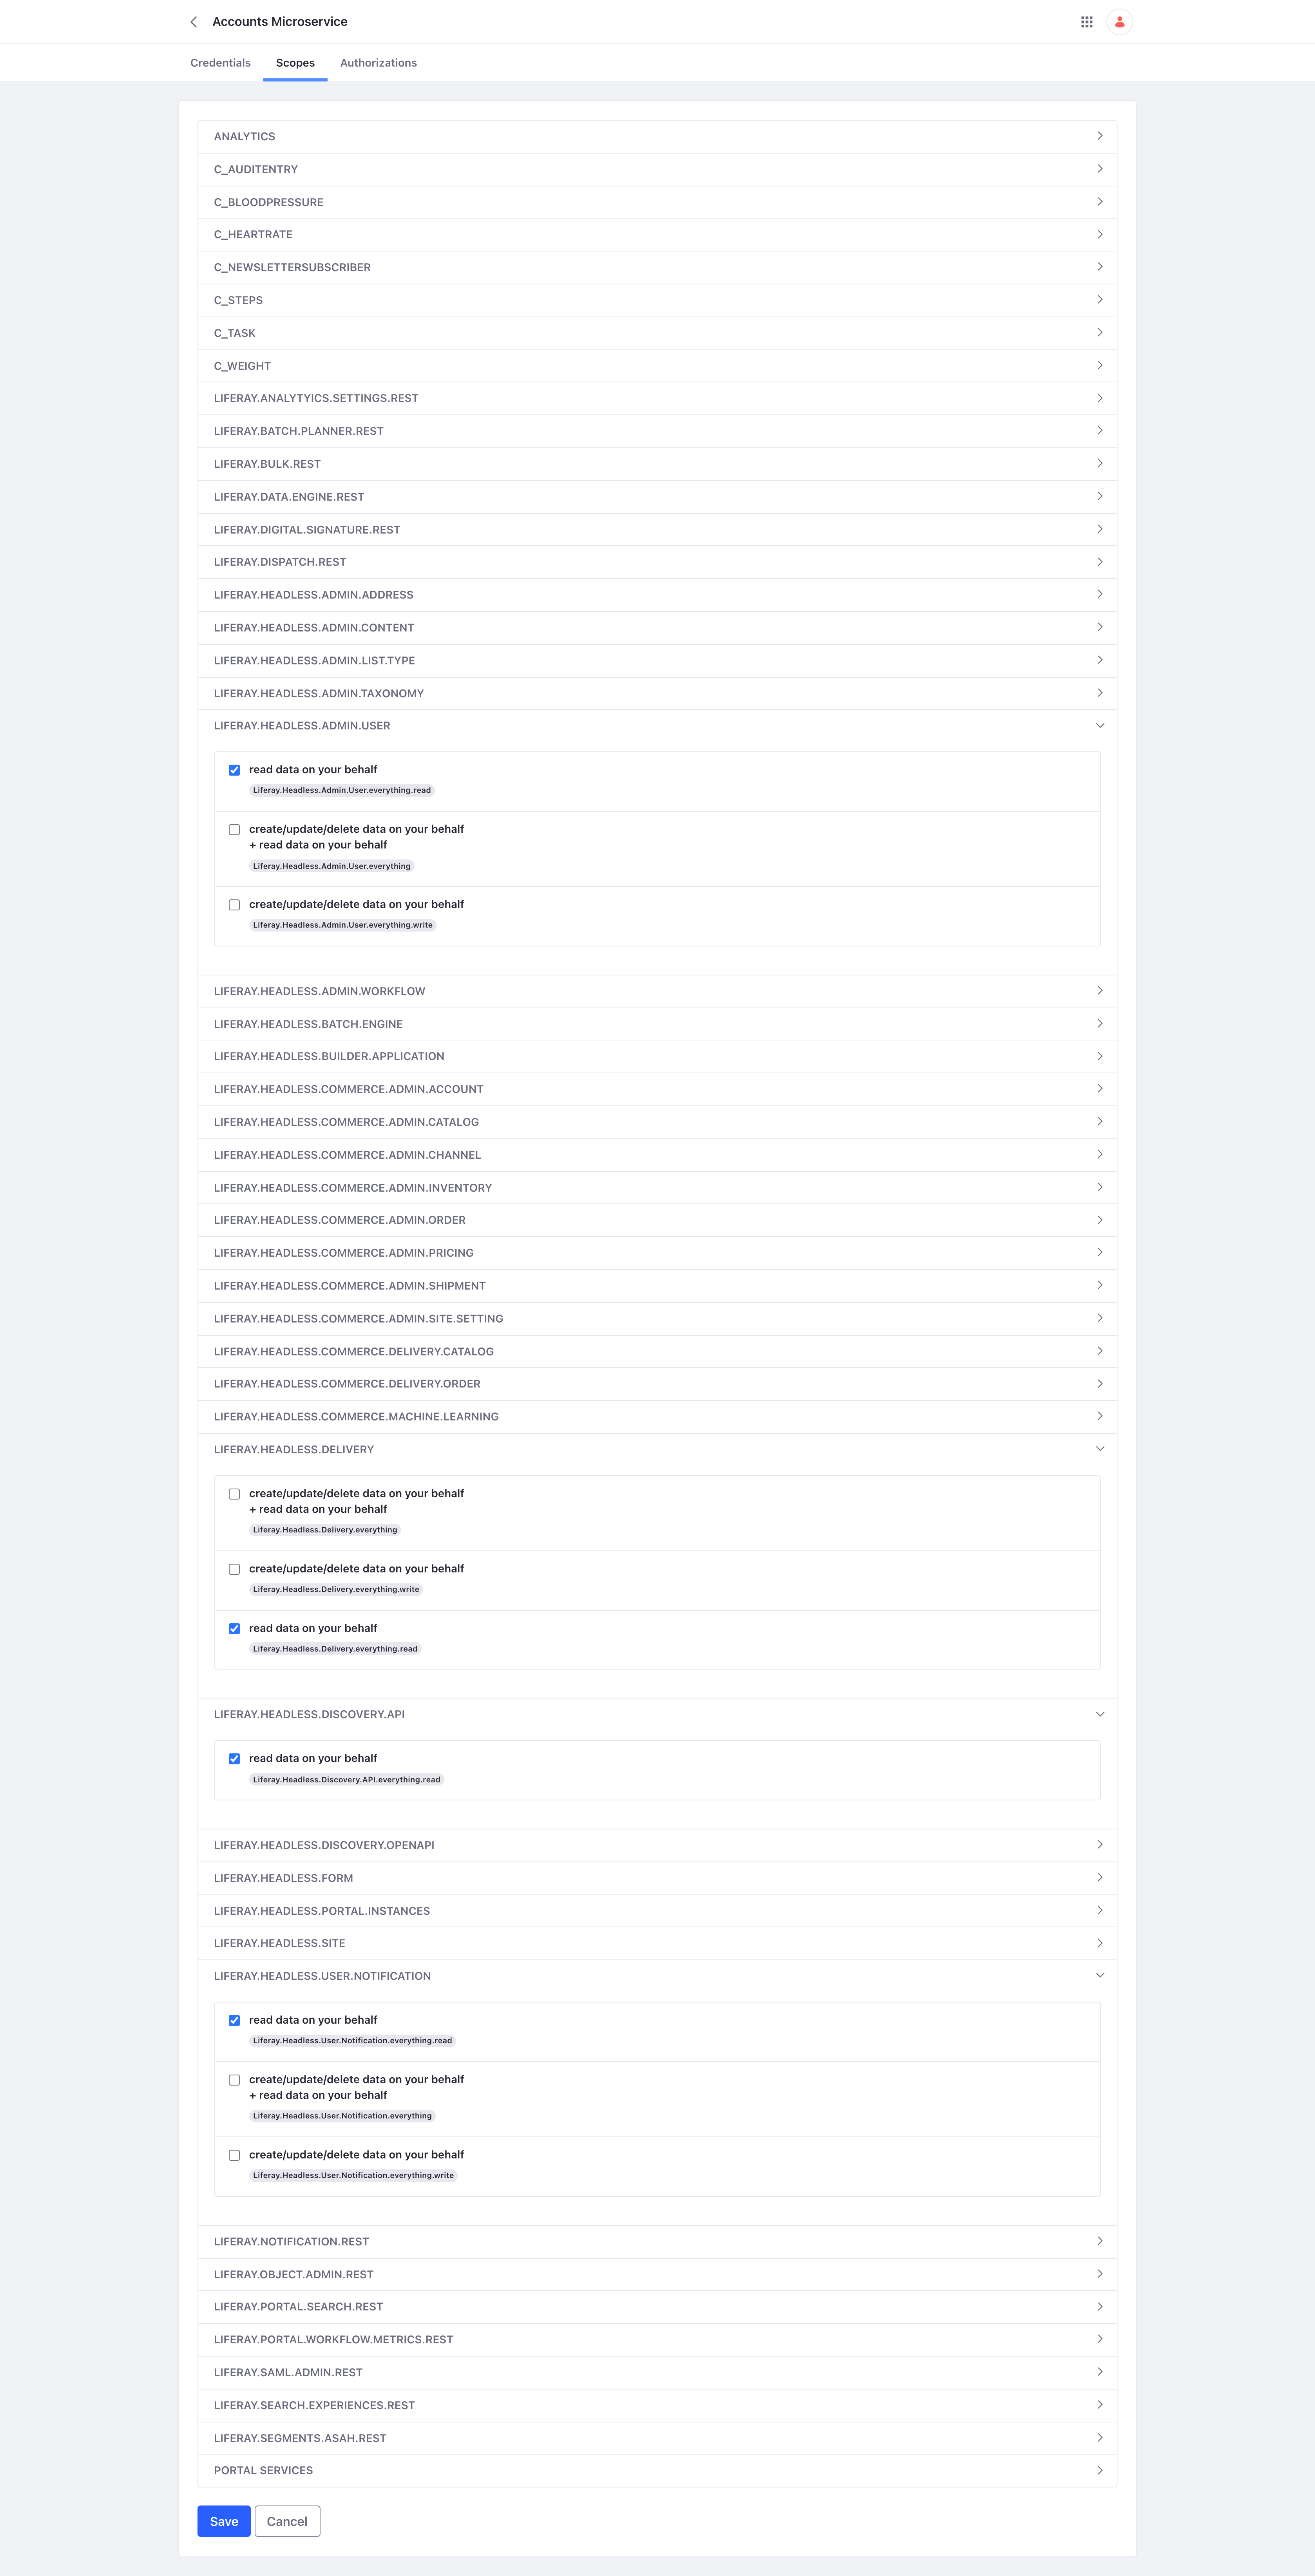 Accounts Microservice
Credentials Scopes Authorizations
ANALYTICS
C_AUDITENTRY
C_BLOODPRESSURE
C_HEARTRATE
C_NEWSLETTERSUBSCRIBER
C_STEPS
C_TASK
C_WEIGHT
LIFERAY.ANALYTYICS.SETTINGS.REST
LIFERAY.BATCH.PLANNER.REST
LIFERAY.BULK.REST
LIFERAY.DATA.ENGINE.REST
LIFERAY.DIGITAL.SIGNATURE.REST
LIFERAY.DISPATCH.REST
LIFERAY.HEADLESS.ADMIN.ADDRESS
LIFERAY.HEADLESS.ADMIN.CONTENT
LIFERAY.HEADLESS.ADMIN.LIST.TYPE
LIFERAY.HEADLESS.ADMIN.TAXONOMY
LIFERAY.HEADLESS.ADMIN.USER
read data on your behalf
Liferay.Headless.Admin.User.everything.read
create/update/delete data on your behalf
+ read data on your behalf
Liferay.Headless.Admin.User.everything
create/update/delete data on your behalf
Liferay.Headless.Admin.User.everything.write
LIFERAY.HEADLESS.ADMIN.WORKFLOW
LIFERAY.HEADLESS.BATCH.ENGINE
LIFERAY.HEADLESS.BUILDER.APPLICATION
LIFERAY.HEADLESS.COMMERCE.ADMIN.ACCOUNT
LIFERAY.HEADLESS.COMMERCE.ADMIN.CATALOG
LIFERAY.HEADLESS.COMMERCE.ADMIN.CHANNEL
LIFERAY.HEADLESS.COMMERCE.ADMIN.INVENTORY
LIFERAY.HEADLESS.COMMERCE.ADMIN.ORDER
LIFERAY.HEADLESS.COMMERCE.ADMIN.PRICING
LIFERAY.HEADLESS.COMMERCE.ADMIN.SHIPMENT
LIFERAY.HEADLESS.COMMERCE.ADMIN.SITE.SETTING
LIFERAY.HEADLESS.COMMERCE.DELIVERY.CATALOG
LIFERAY.HEADLESS.COMMERCE.DELIVERY.ORDER
LIFERAY.HEADLESS.COMMERCE.MACHINE.LEARNING
LIFERAY.HEADLESS.DELIVERY
create/update/delete data on your behalf
+ read data on your behalf
Liferay.Headless.Delivery.everything
create/update/delete data on your behalf
Liferay.Headless.Delivery.everything.write
read data on your behalf
Liferay.Headless.Delivery.everything.read
LIFERAY.HEADLESS.DISCOVERY.API
read data on your behalf
Liferay.Headless.Discovery.API.everything.read
LIFERAY.HEADLESS.DISCOVERY.OPENAPI
LIFERAY.HEADLESS.FORM
LIFERAY.HEADLESS.PORTAL.INSTANCES
LIFERAY.HEADLESS.SITE
LIFERAY.HEADLESS.USER.NOTIFICATION
read data on your behalf
Liferay.Headless.User.Notification.everything.read
create/update/delete data on your behalf
+ read data on your behalf
Liferay.Headless.User.Notification.everything
create/update/delete data on your behalf
Liferay.Headless.User.Notification.everything.write
LIFERAY.NOTIFICATION.REST
LIFERAY.OBJECT.ADMIN.REST
LIFERAY.PORTAL.SEARCH.REST
LIFERAY.PORTAL.WORKFLOW.METRICS.REST
LIFERAY.SAML.ADMIN.REST
LIFERAY.SEARCH.EXPERIENCES.REST
LIFERAY.SEGMENTS.ASAH.REST
PORTAL SERVICES
Save Cancel